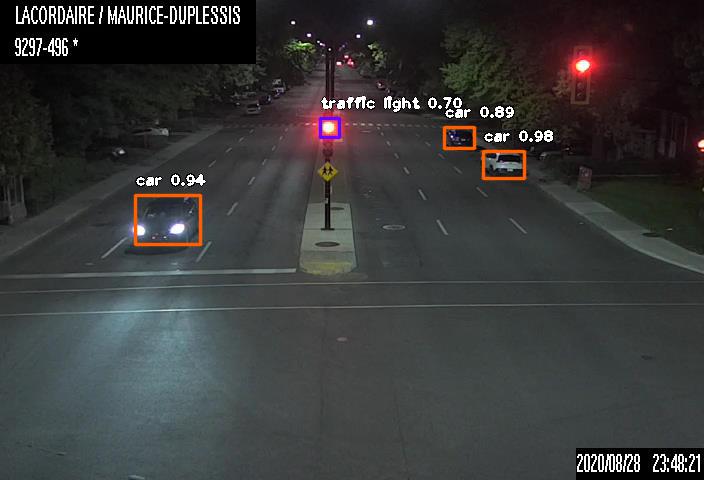 LACORDAIRE / MAURICE-DUPLESSIS
9297-496 *
traffic light 0.70
car 0.89
car 0.98
car 0.94
2020/08/28 23:48:21